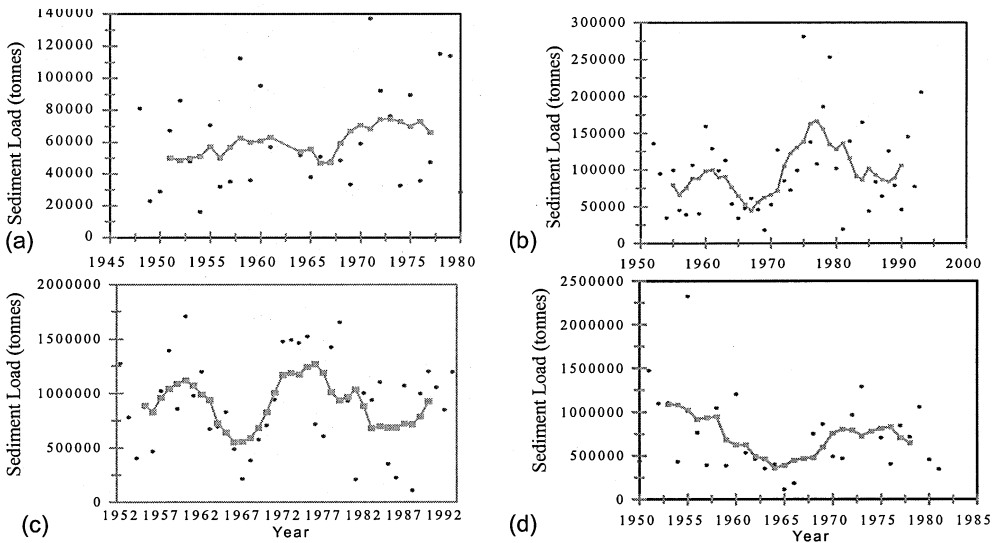 140000
120000
100000
80000
60000
40000
20000
0
Sediment Load (tonnes)
(a)
1945 1950 1955 1960 1965 1970 1975 1980
300000
250000
200000
150000
100000
50000
0
Sediment Load (tonnes)
(b)
1950 1960 1970 1980 1990 2000
2000000
1500000
1000000
500000
0
Sediment Load (tonnes)
(c)
1952 1957 1962 1967 1972 1977 1982 1987 1992
Year
2500000
2000000
1500000
1000000
500000
0
Sediment Load (tonnes)
(d)
1950 1955 1960 1965 1970 1975 1980 1985
Year